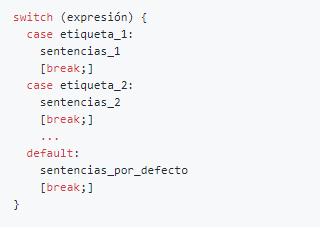 switch (expresión) {
  case etiqueta_1:
    sentencias_1
    [break;]
  case etiqueta_2:
    sentencias_2
    [break;]
    ...
  default:
    sentencias_por_defecto
    [break;]
}